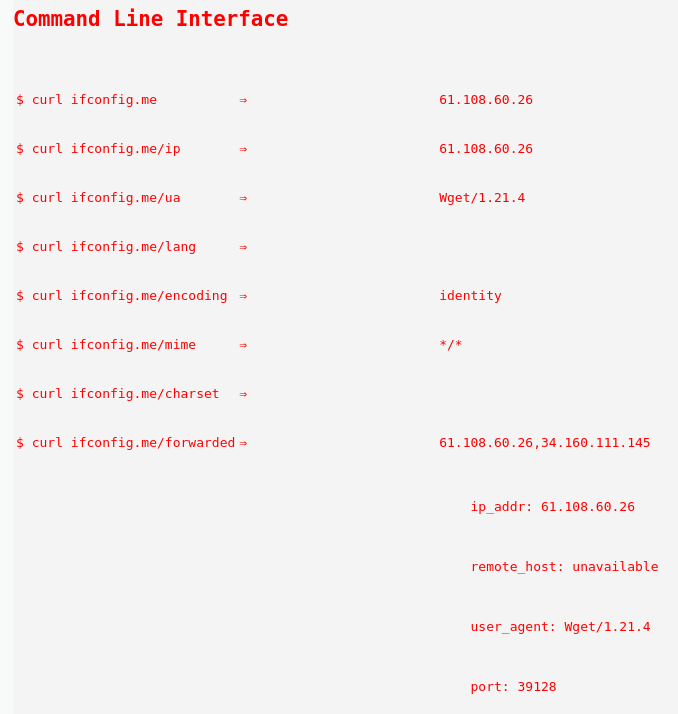 Command Line Interface
$ curl ifconfig.me ⇒ 61.108.60.26
$ curl ifconfig.me/ip ⇒ 61.108.60.26
$ curl ifconfig.me/ua ⇒ Wget/1.21.4
$ curl ifconfig.me/lang ⇒
$ curl ifconfig.me/encoding ⇒ identity
$ curl ifconfig.me/mime ⇒ */*
$ curl ifconfig.me/charset ⇒
$ curl ifconfig.me/forwarded ⇒ 61.108.60.26,34.160.111.145
ip_addr: 61.108.60.26
remote_host: unavailable
user_agent: Wget/1.21.4
port: 39128